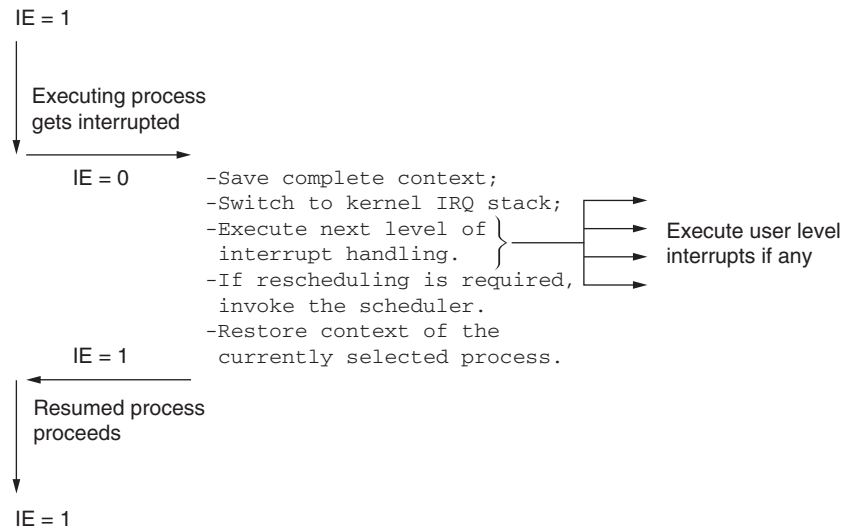 IE = 1
Executing process
gets interrupted
IE = 0
-Save complete context;
-Switch to kernel IRQ stack;
-Execute next level of
interrupt handling.
-If rescheduling is required,
invoke the scheduler.
-Restore context of the
currently selected process.
Execute user level
interrupts if any
IE = 1
Resumed process
proceeds
IE = 1